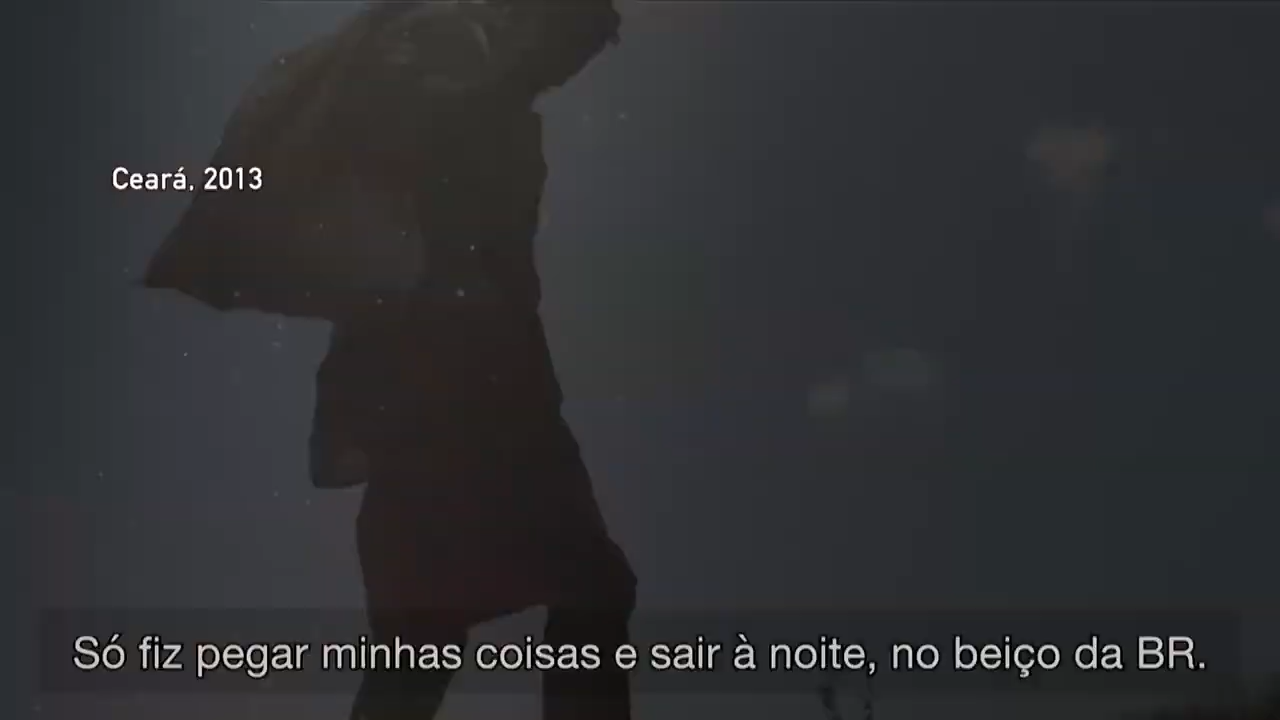 Ceará, 2013
Só fiz pegar minhas coisas e sair à noite, no beiço da BR.